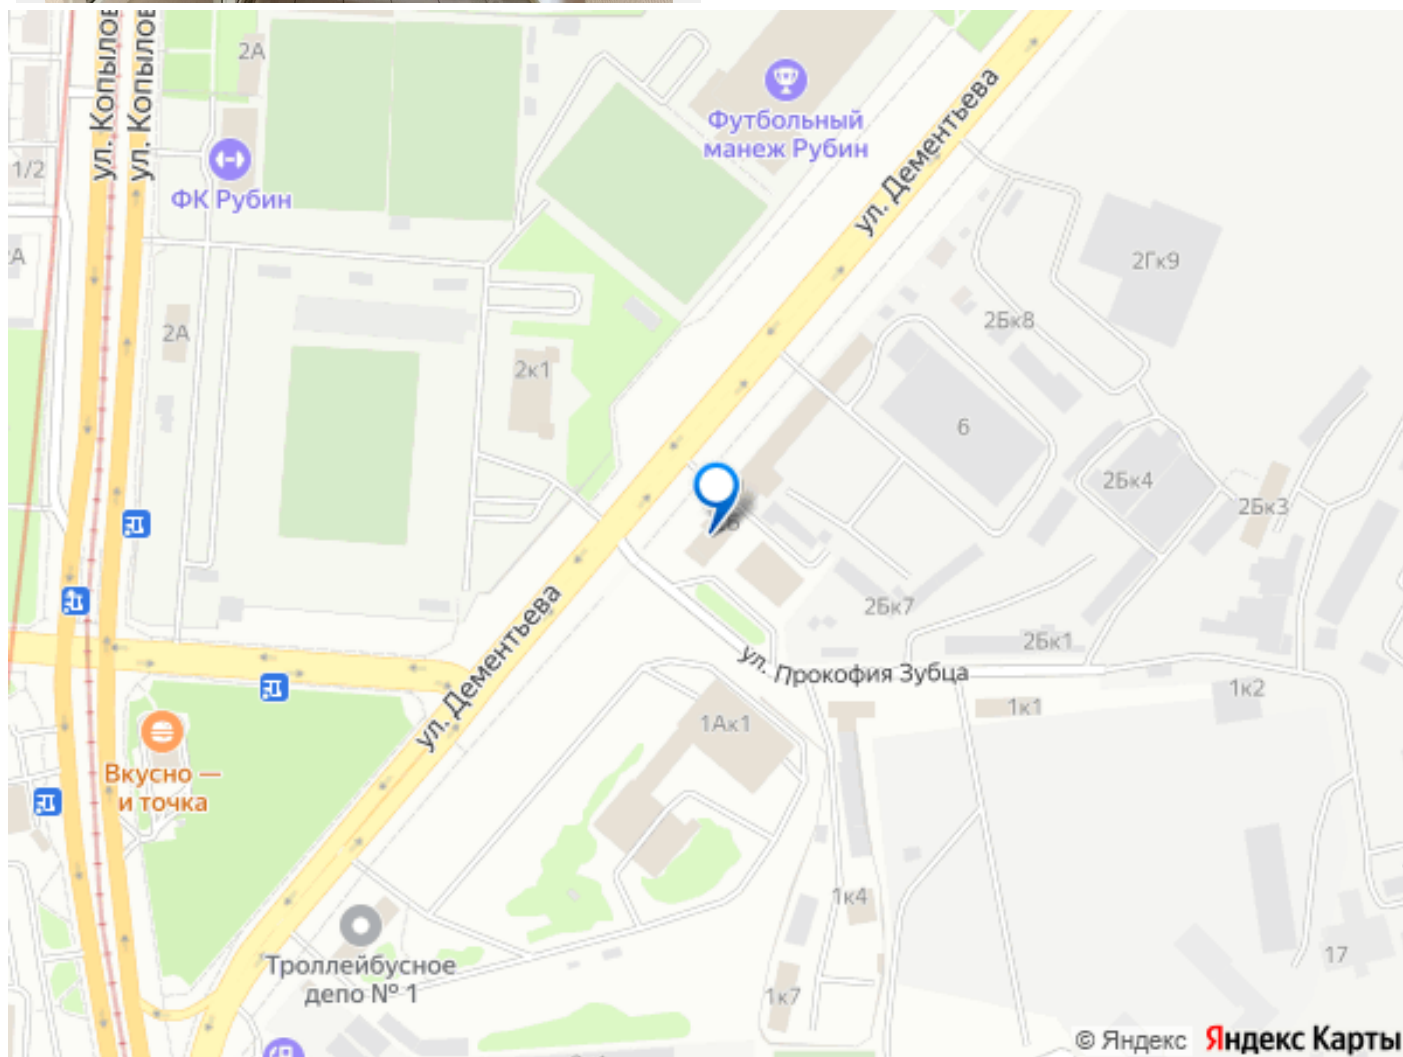 ул. Копылов
ул. Копылов
2А
Футбольный
манеж Рубин
ул. Дементьева
1/2
ФК Рубин
2Гк9
2А
2Бк8
2к1
6
2Бк4
2Бк3
2Бк7
2Бк1
ул. Дементьева
ул. Прокофия Зубца
1к2
1к1
1Ак1
Вкусно —
и точка
1к4
Троллейбусное
депо № 1
17
1к7
© Яндекс Яндекс Карты